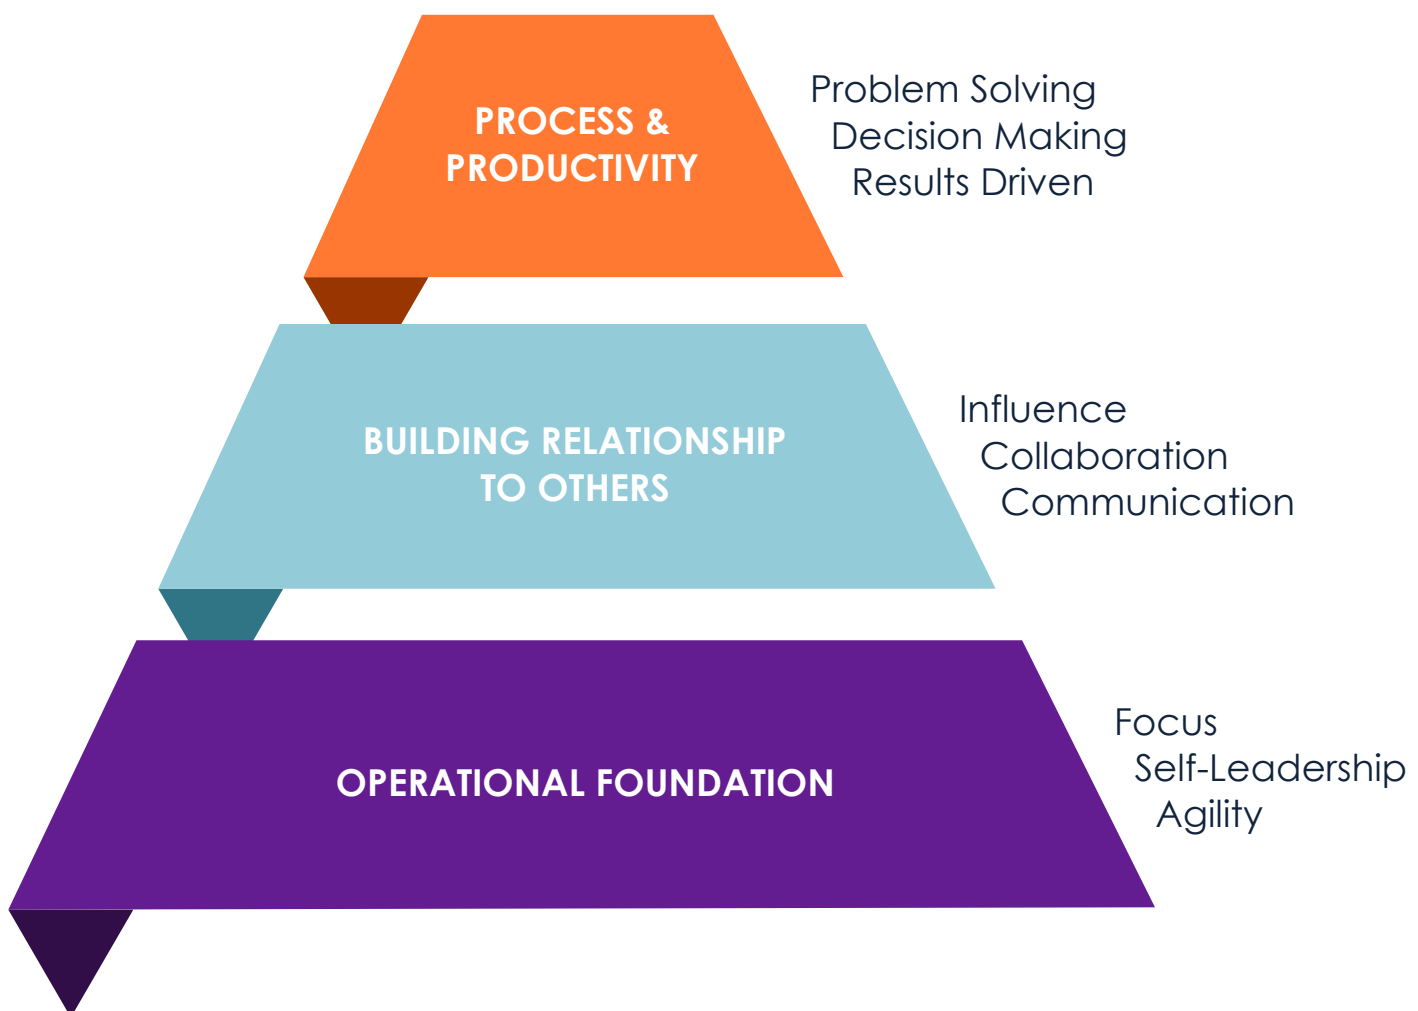 PROCESS &
PRODUCTIVITY
Problem Solving
Decision Making
Results Driven
BUILDING RELATIONSHIP
TO OTHERS
Influence
Collaboration
Communication
OPERATIONAL FOUNDATION
Focus
Self-Leadership
Agility